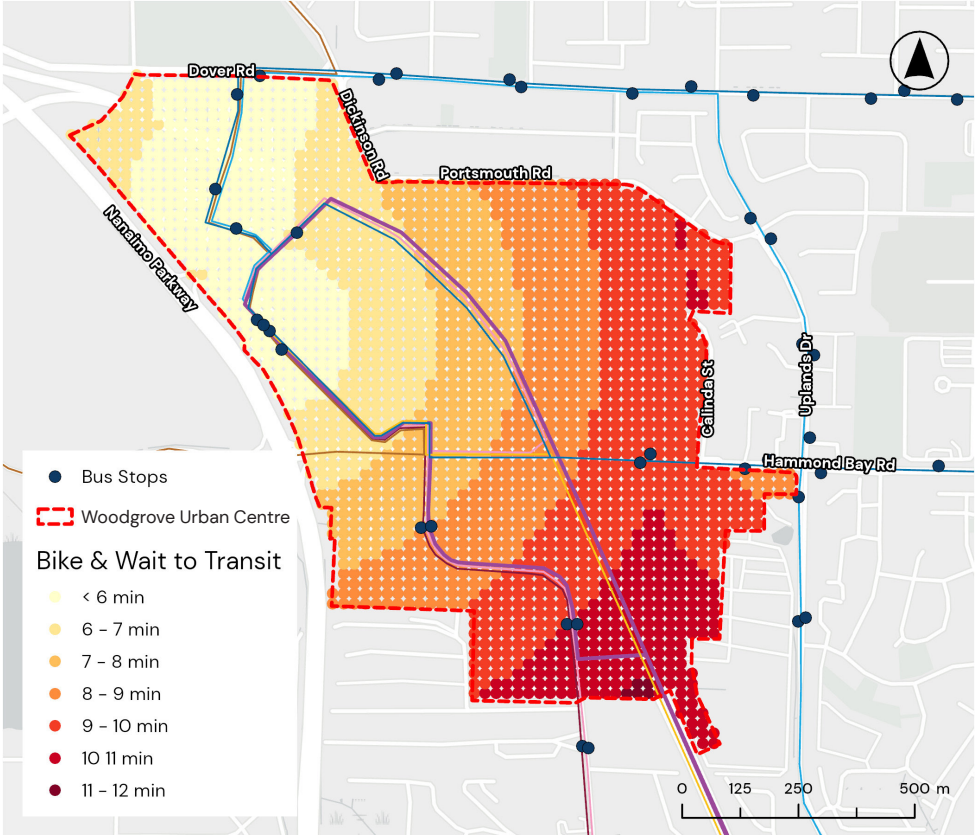 Dover Rd
Dickinson Rd
Portsmouth Rd
Nanaimo Parkway
Calinda St
Uplands Dr
Hammond Bay Rd
Bus Stops
Woodgrove Urban Centre
Bike & Wait to Transit
< 6 min
6 - 7 min
7 - 8 min
8 - 9 min
9 - 10 min
10 11 min
11 - 12 min
0 125 250 500 m